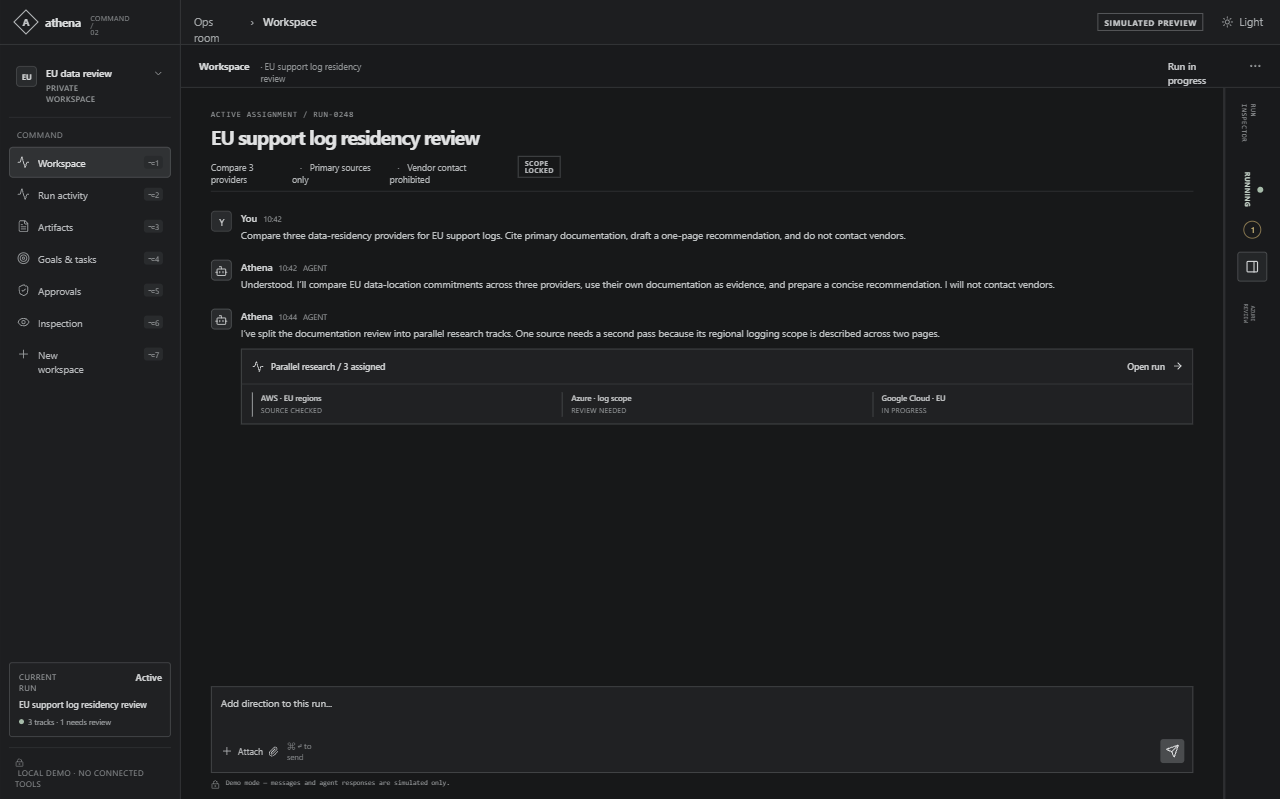 A athena COMMAND
/
02
Ops
room
› Workspace
SIMULATED PREVIEW
Light
EU
EU data review
PRIVATE
WORKSPACE
COMMAND
Workspace ⌥1
Run activity ⌥2
Artifacts ⌥3
Goals & tasks ⌥4
Approvals ⌥5
Inspection ⌥6
New
workspace
⌥7
CURRENT
RUN
Active
EU support log residency review
3 tracks · 1 needs review
LOCAL DEMO · NO CONNECTED
TOOLS
Workspace
· EU support log residency
review
Run in
progress
···
ACTIVE ASSIGNMENT / RUN-0248
EU support log residency review
Compare 3
providers
· Primary sources
only
· Vendor contact
prohibited
SCOPE
LOCKED
Y
You 10:42
Compare three data-residency providers for EU support logs. Cite primary documentation, draft a one-page recommendation, and do not contact vendors.
Athena 10:42 AGENT
Understood. I'll compare EU data-location commitments across three providers, use their own documentation as evidence, and prepare a concise recommendation. I will not contact vendors.
Athena 10:44 AGENT
I've split the documentation review into parallel research tracks. One source needs a second pass because its regional logging scope is described across two pages.
Parallel research / 3 assigned
Open run →
AWS · EU regions
SOURCE CHECKED
Azure · log scope
REVIEW NEEDED
Google Cloud · EU
IN PROGRESS
Add direction to this run...
Attach
⌘ ⏎ to
send
Demo mode — messages and agent responses are simulated only.
RUN
INSPECTOR
RUNNING
1
AZURE
REVIEW